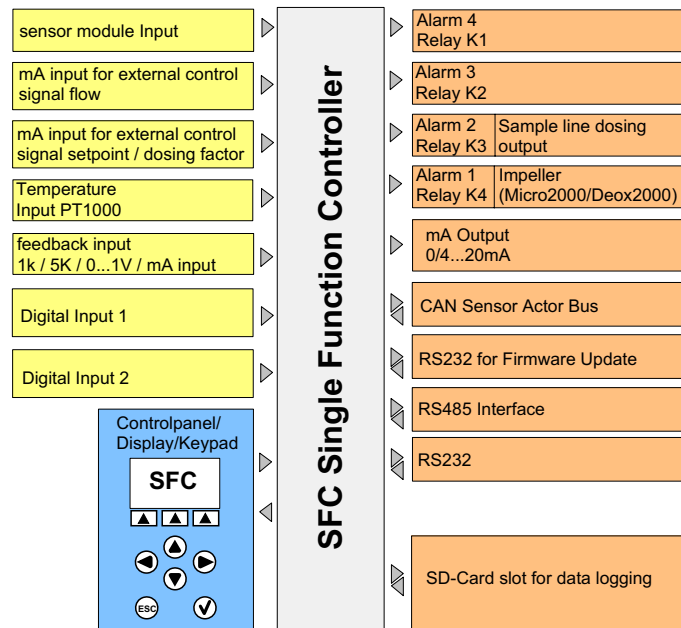 sensor module Input
mA input for external control
signal flow
mA input for external control
signal setpoint / dosing factor
Temperature
Input PT1000
feedback input
1k / 5K / 0...1V / mA input
Digital Input 1
Digital Input 2
Controlpanel/
Display/Keypad
SFC
ESC
SFC Single Function Controller
Alarm 4
Relay K1
Alarm 3
Relay K2
Alarm 2
Relay K3
Sample line dosing
output
Alarm 1
Relay K4
Impeller
(Micro2000/Deox2000)
mA Output
0/4...20mA
CAN Sensor Actor Bus
RS232 for Firmware Update
RS485 Interface
RS232
SD-Card slot for data logging